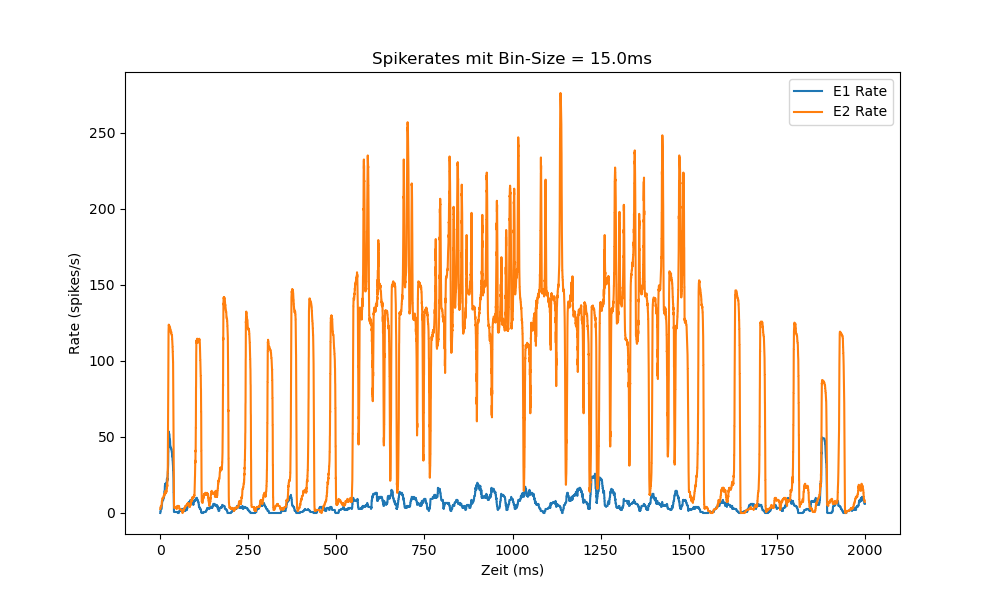 Spikerates mit Bin-Size = 15.0ms
E1 Rate
E2 Rate
250
200
150
100
50
0
Rate (spikes/s)
0 250 500 750 1000 1250 1500 1750 2000
Zeit (ms)